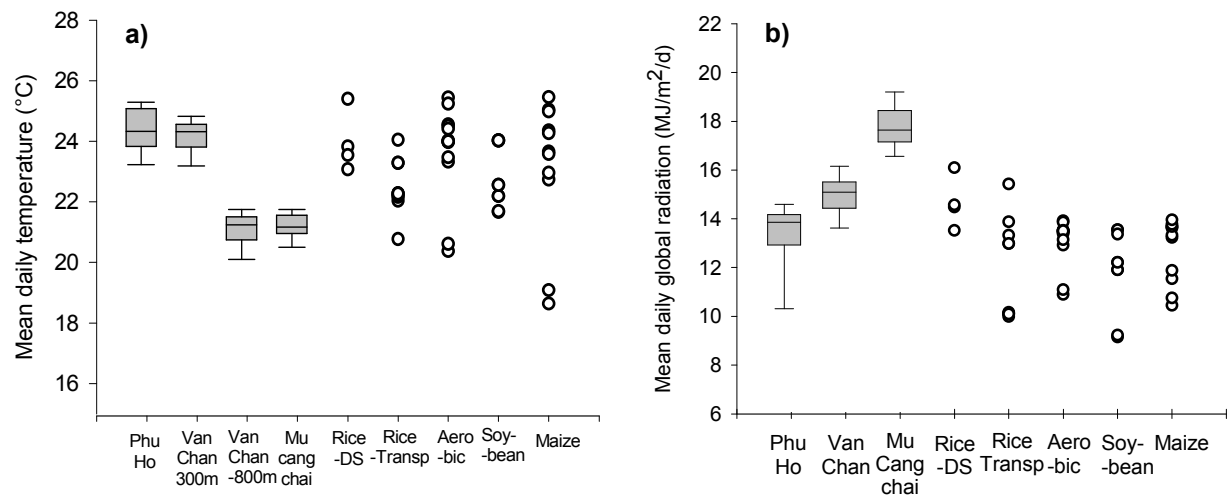 a)
Mean daily temperature (°C)
28
26
24
22
20
18
16
Phu
Ho
Van
Chan
300m
Van
Chan
-800m
Mu
cang
chai
Rice
-DS
Rice
-Transp
Aero-
-bic
Soy-
-bean
Maize
b)
Mean daily global radiation (MJ/m²/d)
22
20
18
16
14
12
10
8
6
Phu
Ho
Van
Chan
Mu
Cang
chai
Rice
-DS
Rice
Transp
Aero
-bic
Soy-
-bean
Maize